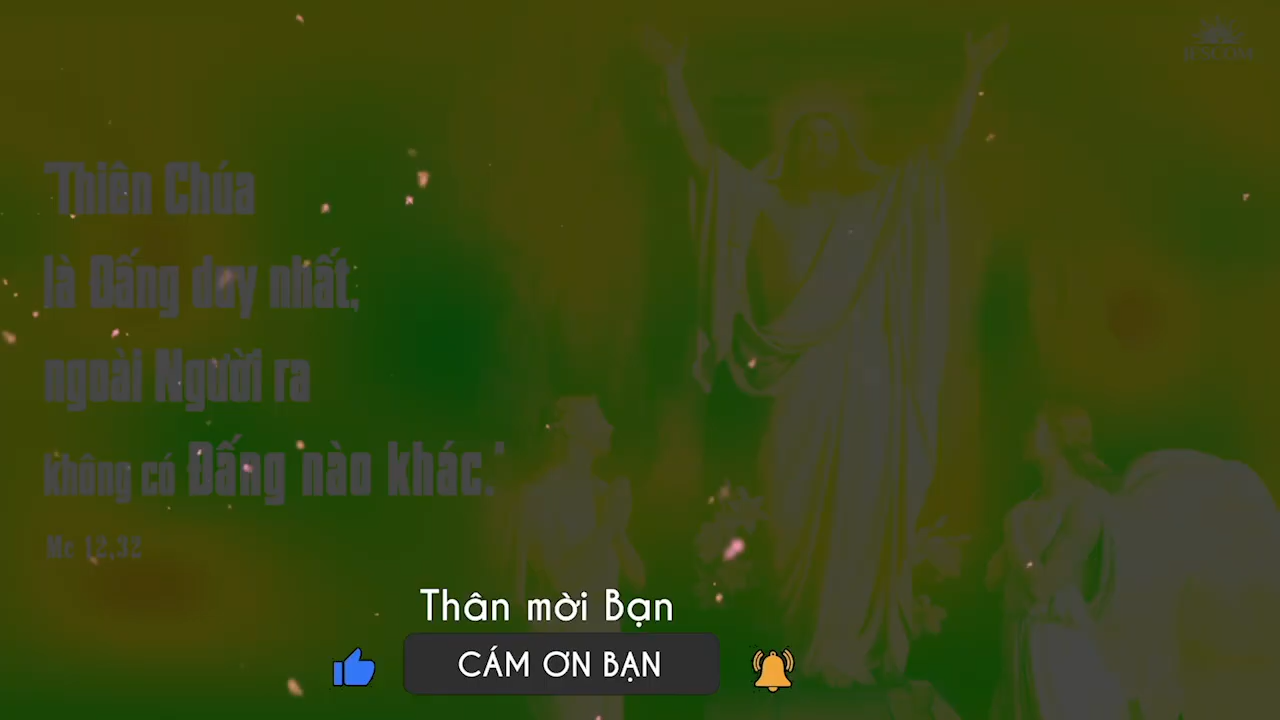 "Thiên Chúa
là Đấng duy nhất,
ngoài Người ra
không có Đấng nào khác."
Mc 12,32
Thân mời Bạn
CÁM ƠN BẠN